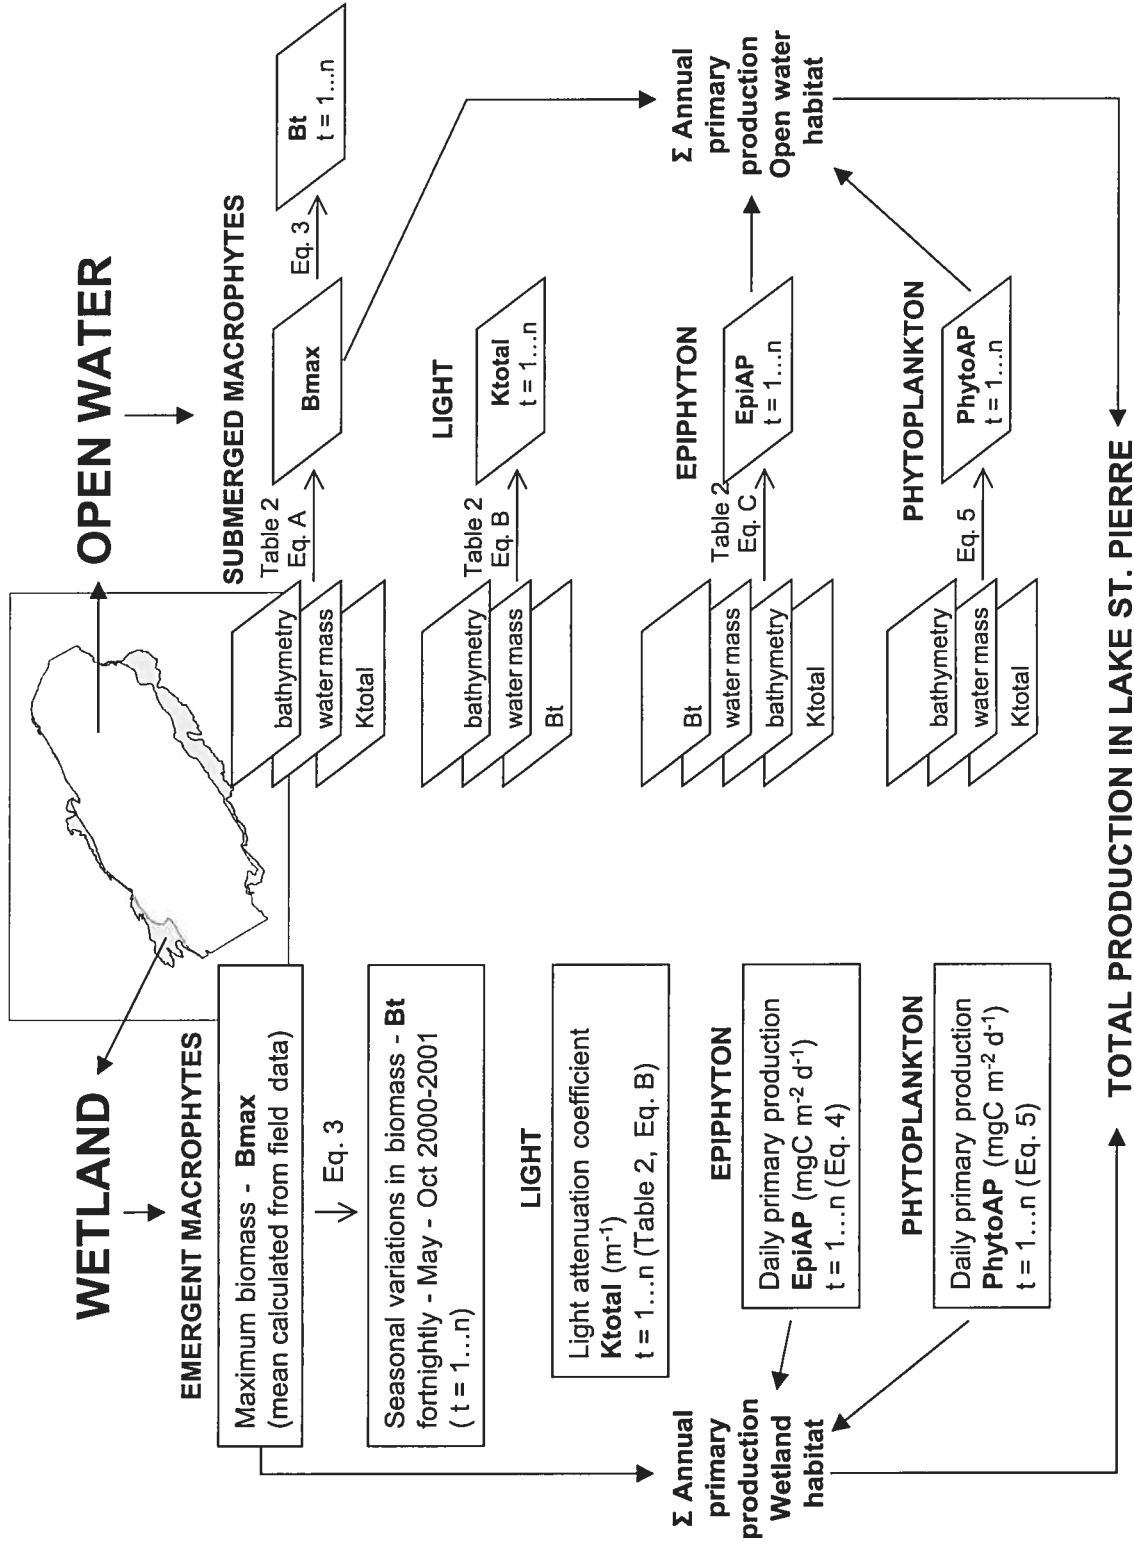 WETLAND
EMERGENT MACROPHYTES
Maximum biomass - Bmax
(mean calculated from field data)
Eq. 3
Seasonal variations in biomass - Bt
fortnightly - May - Oct 2000-2001
( t = 1...n)
LIGHT
Light attenuation coefficient
Ktotal (m⁻¹)
t = 1...n (Table 2, Eq. B)
EPIPHYTON
Daily primary production
EpiAP (mgC m⁻² d⁻¹)
t = 1...n (Eq. 4)
PHYTOPLANKTON
Daily primary production
PhytoAP (mgC m⁻² d⁻¹)
t = 1...n (Eq. 5)
Σ Annual
primary
production
Wetland
habitat
OPEN WATER
SUBMERGED MACROPHYTES
bathymetry
water mass
Ktotal
Table 2
Eq. A
Bmax
Eq. 3
Bt
t = 1...n
LIGHT
bathymetry
water mass
Bt
Table 2
Eq. B
Ktotal
t = 1...n
EPIPHYTON
Bt
water mass
bathymetry
Ktotal
Table 2
Eq. C
EpiAP
t = 1...n
PHYTOPLANKTON
bathymetry
water mass
Ktotal
Eq. 5
PhytoAP
t = 1...n
Σ Annual
primary
production
Open water
habitat
TOTAL PRODUCTION IN LAKE ST. PIERRE